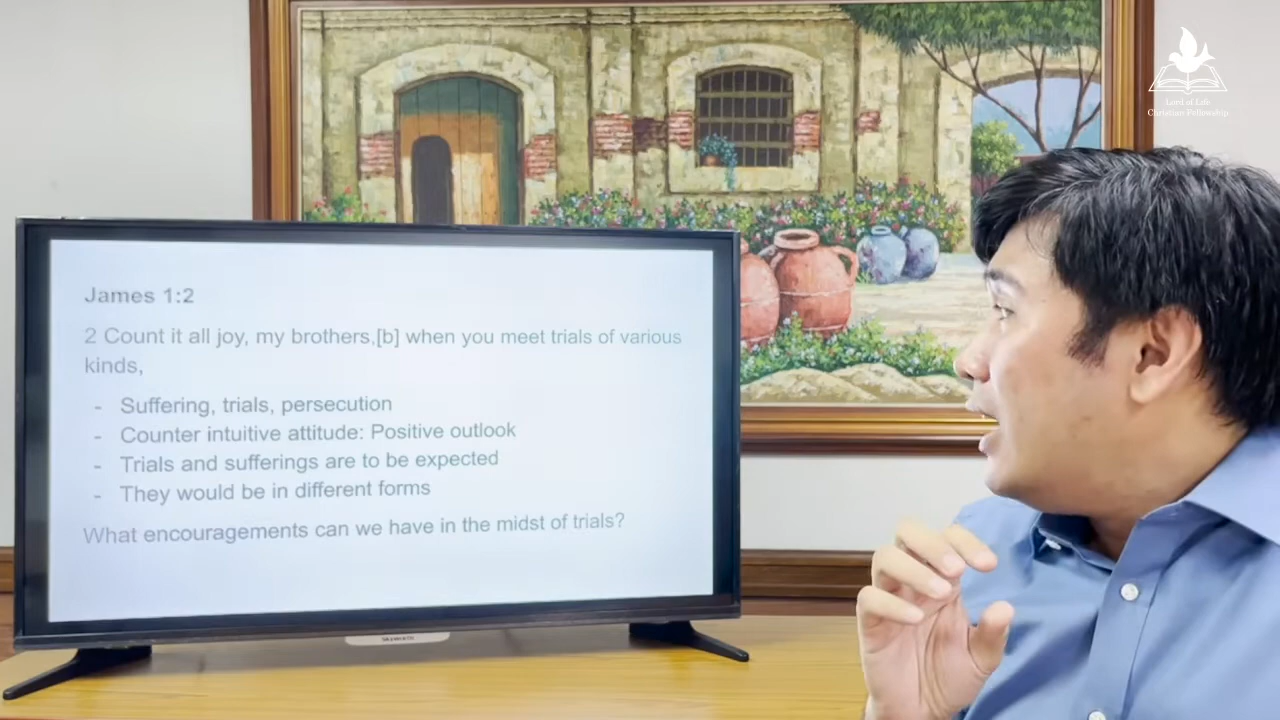 Lord of Life
Christian Fellowship
James 1:2
2 Count it all joy, my brothers,[b] when you meet trials of various
kinds,
- Suffering, trials, persecution
- Counter intuitive attitude: Positive outlook
- Trials and sufferings are to be expected
- They would be in different forms
What encouragements can we have in the midst of trials?